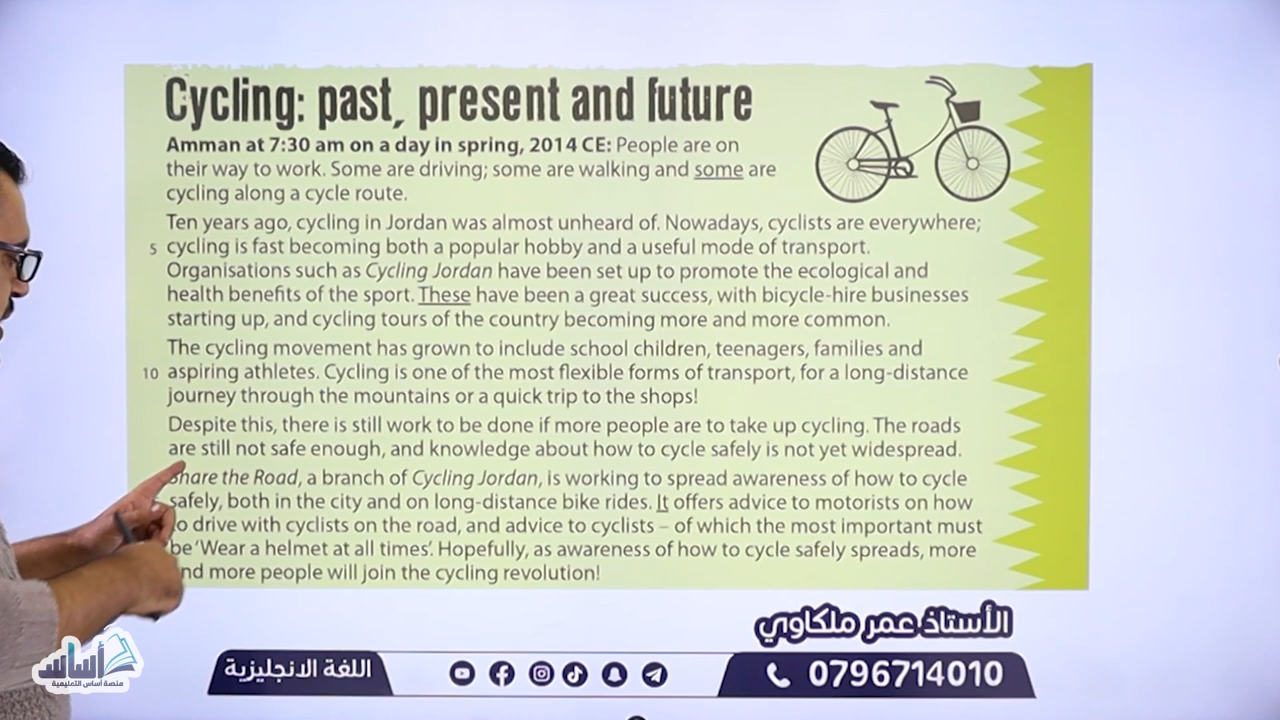 Cycling: past, present and future
Amman at 7:30 am on a day in spring, 2014 CE: People are on
their way to work. Some are driving; some are walking and some are
cycling along a cycle route.
Ten years ago, cycling in Jordan was almost unheard of. Nowadays, cyclists are everywhere;
5 cycling is fast becoming both a popular hobby and a useful mode of transport.
Organisations such as Cycling Jordan have been set up to promote the ecological and
health benefits of the sport. These have been a great success, with bicycle-hire businesses
starting up, and cycling tours of the country becoming more and more common.
The cycling movement has grown to include school children, teenagers, families and
10 aspiring athletes. Cycling is one of the most flexible forms of transport, for a long-distance
journey through the mountains or a quick trip to the shops!
Despite this, there is still work to be done if more people are to take up cycling. The roads
are still not safe enough, and knowledge about how to cycle safely is not yet widespread.
Share the Road, a branch of Cycling Jordan, is working to spread awareness of how to cycle
safely, both in the city and on long-distance bike rides. It offers advice to motorists on how
to drive with cyclists on the road, and advice to cyclists – of which the most important must
be 'Wear a helmet at all times'. Hopefully, as awareness of how to cycle safely spreads, more
and more people will join the cycling revolution!
الأستاذ عمر ملكاوي
اللغة الانجليزية
0796714010
أساس
منصة أساس التعليمية